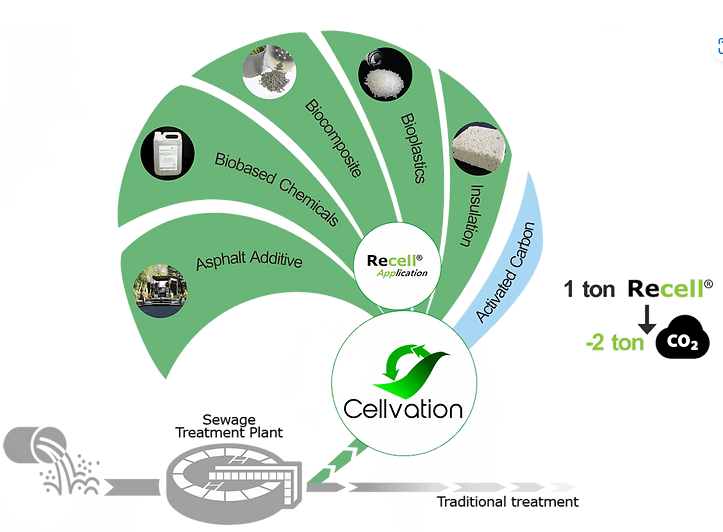 Asphalt Additive
Biobased Chemicals
Biocomposite
Bioplastics
Insulation
Activated Carbon
Recell®
Application
Cellvation
1 ton Recell®
-2 ton CO₂
Sewage
Treatment Plant
Traditional treatment